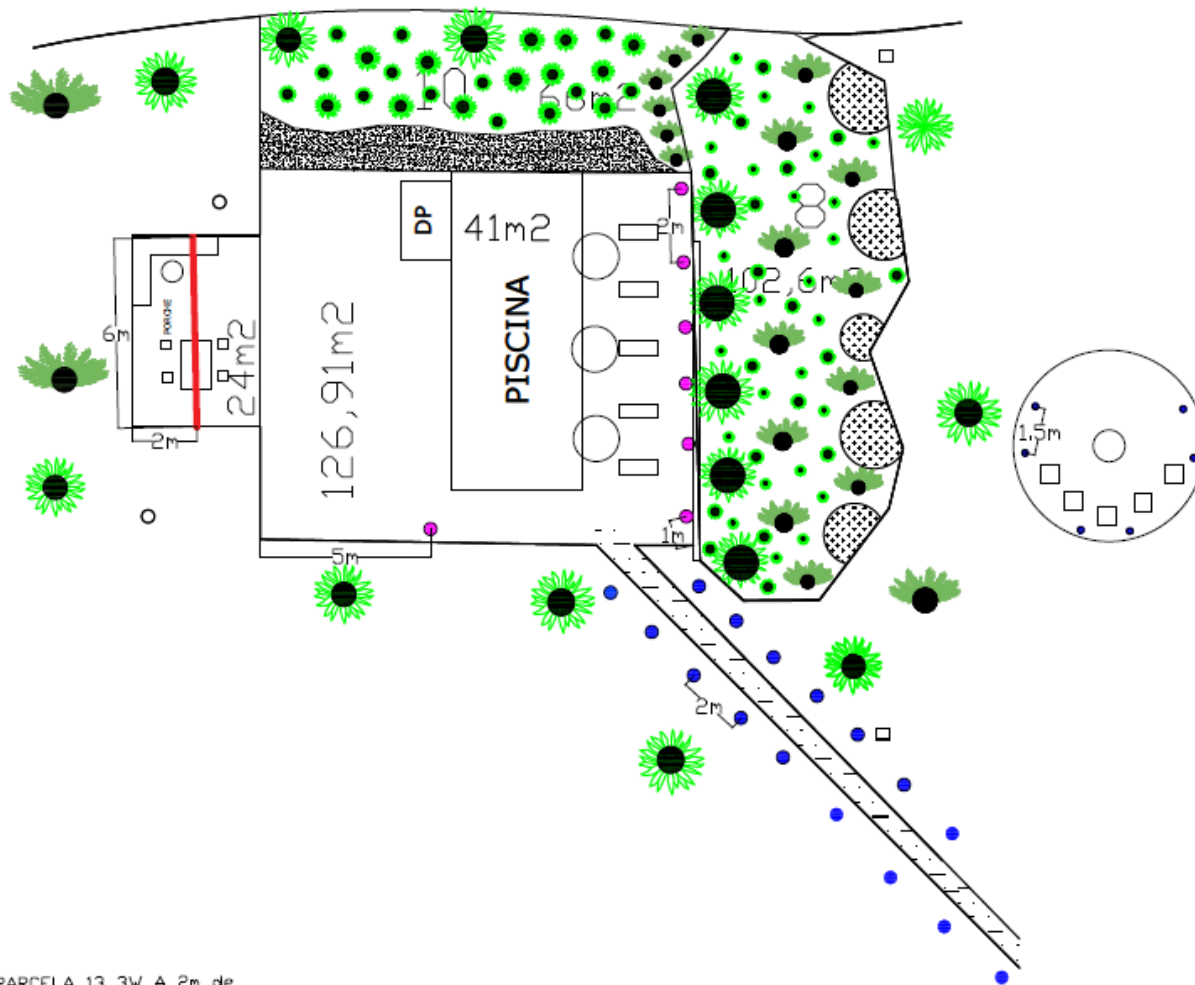 10 68m2
DP
41m2
2m
8
102,6m2
6m
PORCHE
24m2
126,91m2
PISCINA
2m
1,5m
5m
1m
2m
PARCELA 13 3W A 2m de